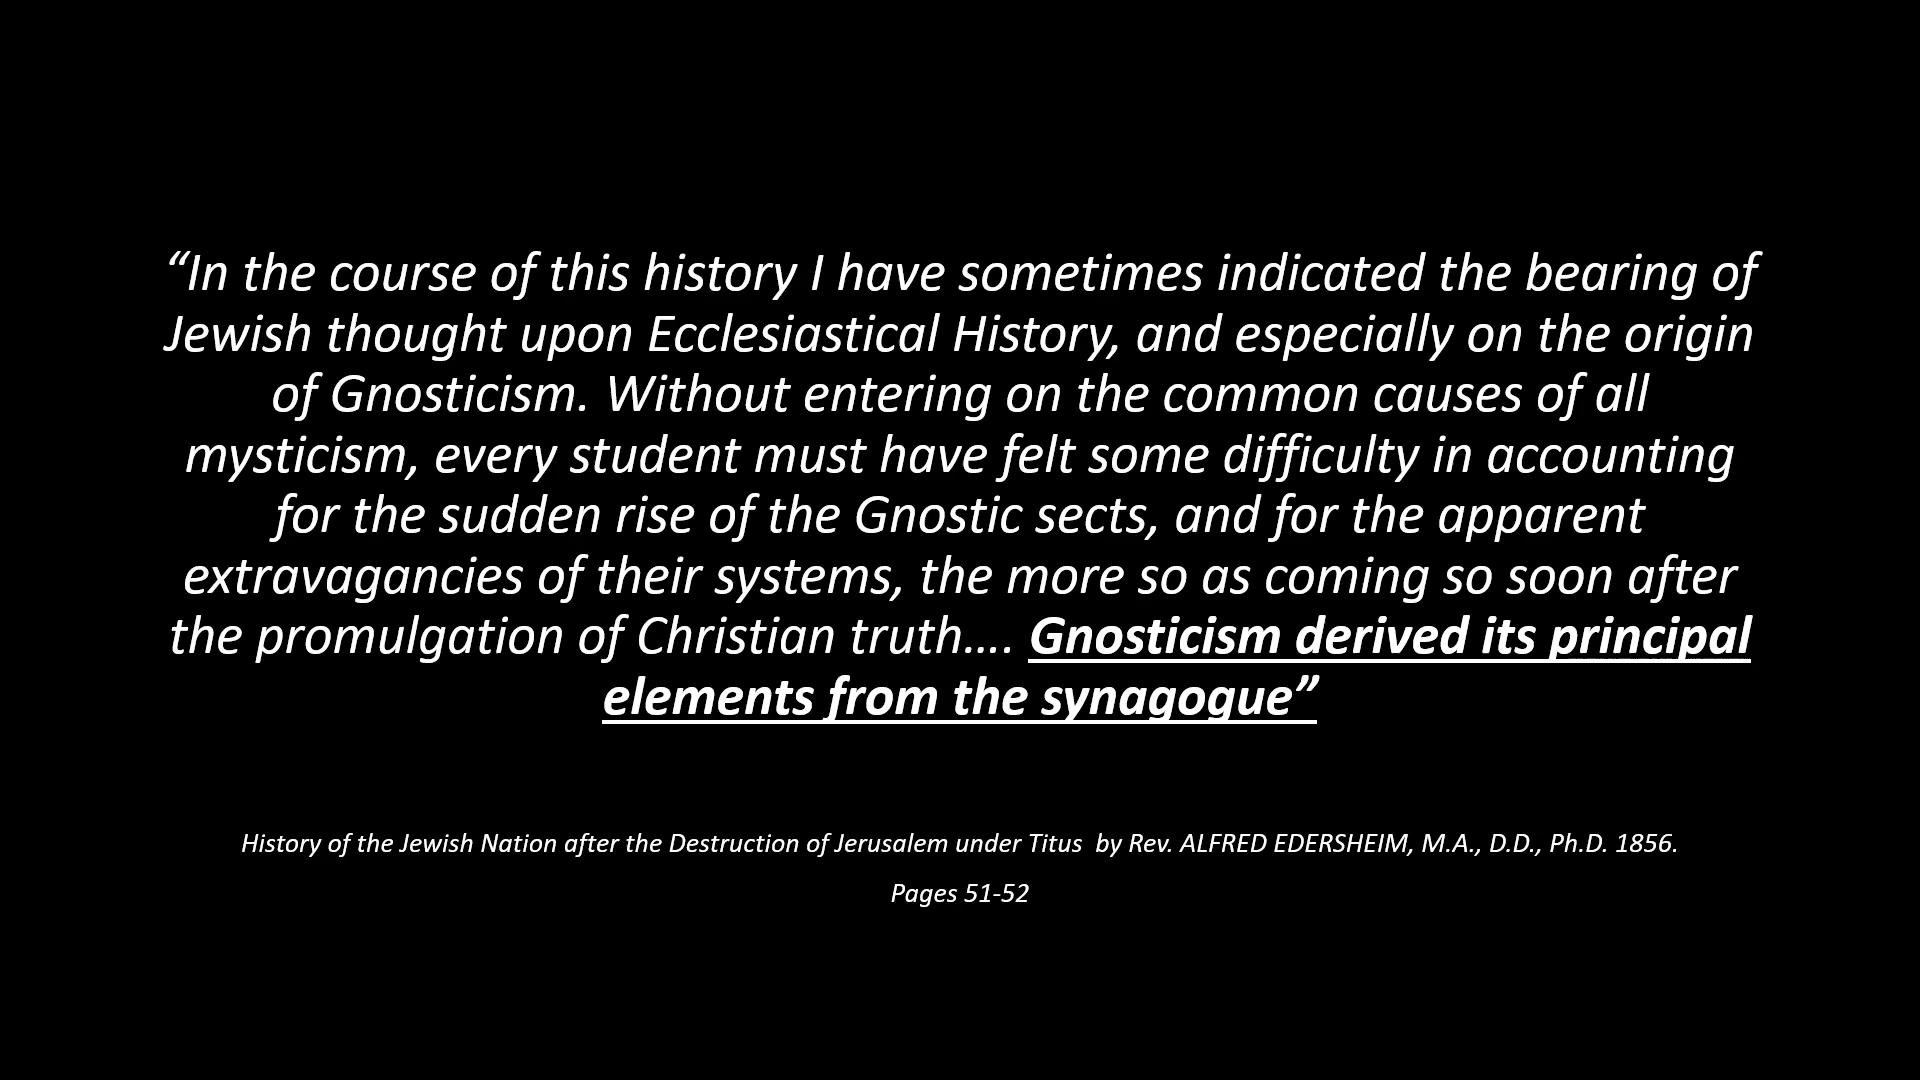 “In the course of this history I have sometimes indicated the bearing of
Jewish thought upon Ecclesiastical History, and especially on the origin
of Gnosticism. Without entering on the common causes of all
mysticism, every student must have felt some difficulty in accounting
for the sudden rise of the Gnostic sects, and for the apparent
extravagancies of their systems, the more so as coming so soon after
the promulgation of Christian truth…. Gnosticism derived its principal
elements from the synagogue”
History of the Jewish Nation after the Destruction of Jerusalem under Titus  by Rev. ALFRED EDERSHEIM, M.A., D.D., Ph.D. 1856.
Pages 51-52